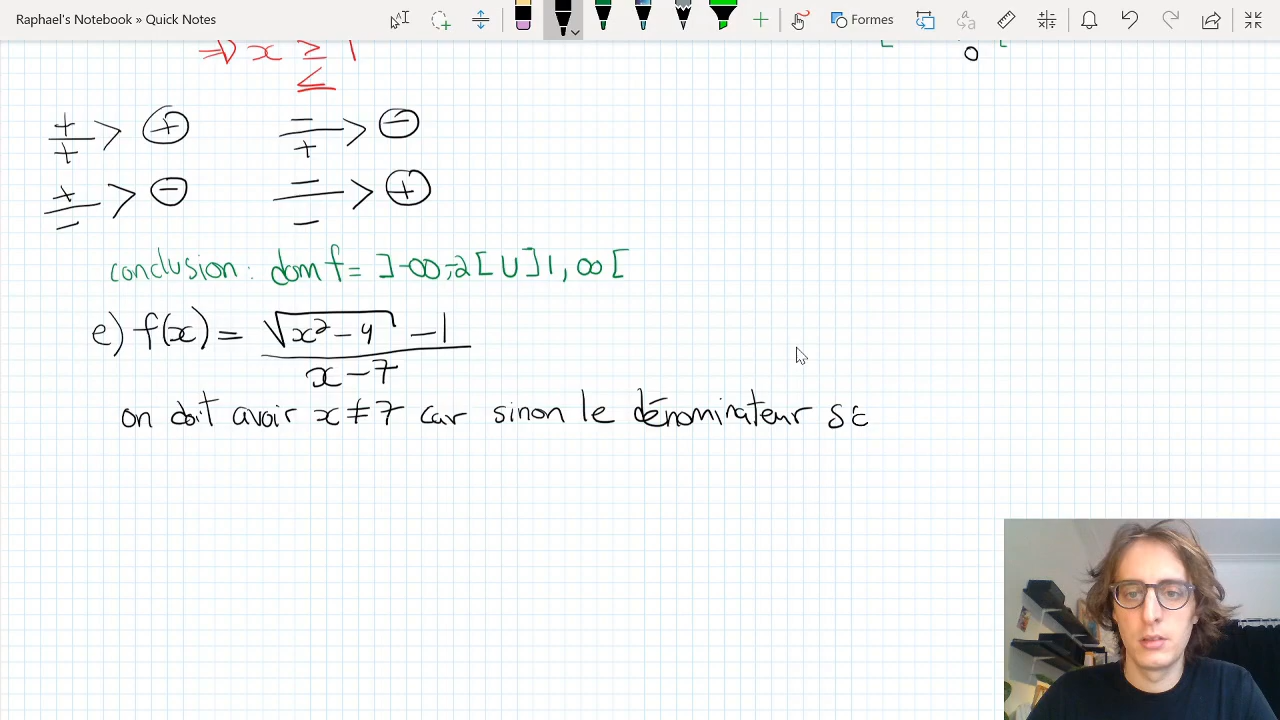 Raphael's Notebook » Quick Notes
Formes
=> x ≥ 1
≤
0
+/+ > ⊕ -/+ > ⊖
+/- > ⊖ -/- > ⊕
conclusion: dom f = ]-∞,-2[ U ]1, ∞[
e) f(x) = (√(x² - 4) - 1)/(x - 7)
on doit avoir x ≠ 7 car sinon le dénominateur se